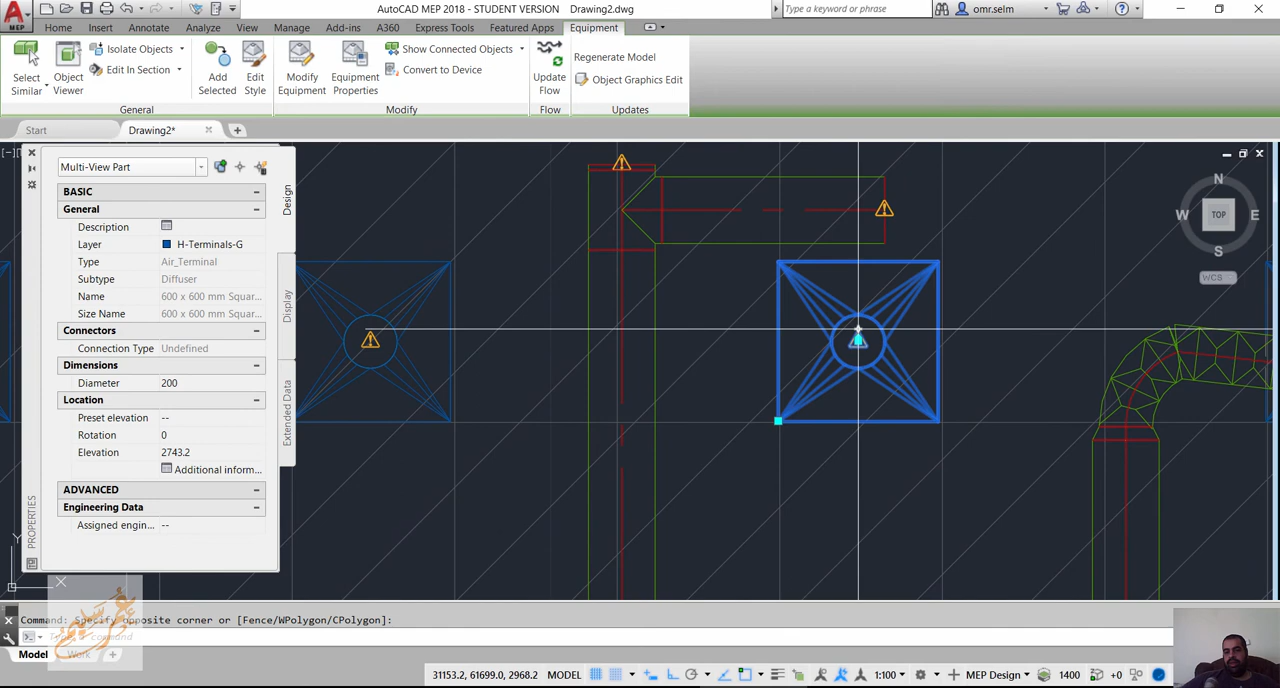 AutoCAD MEP 2018 - STUDENT VERSION Drawing2.dwg
Type a keyword or phrase
omr.selm
MEP
Home Insert Annotate Analyze View Manage Add-ins A360 Express Tools Featured Apps Equipment
Select Similar
Object Viewer
Isolate Objects
Edit In Section
Add Selected
Edit Style
Modify Equipment
Equipment Properties
Show Connected Objects
Convert to Device
Update Flow
Regenerate Model
Object Graphics Edit
General Modify Flow Updates
Start Drawing2*
Multi-View Part
BASIC
General
Description
Layer H-Terminals-G
Type Air_Terminal
Subtype Diffuser
Name 600 x 600 mm Squar...
Size Name 600 x 600 mm Squar...
Connectors
Connection Type Undefined
Dimensions
Diameter 200
Location
Preset elevation --
Rotation 0
Elevation 2743.2
Additional inform...
ADVANCED
Engineering Data
Assigned engin... --
Design
Display
Extended Data
PROPERTIES
N
W TOP E
S
WCS
Y
X
Command: Specify opposite corner or [Fence/WPolygon/CPolygon]:
Type a command
Model Work
31153.2, 61699.0, 2968.2 MODEL 1:100 MEP Design 1400 +0